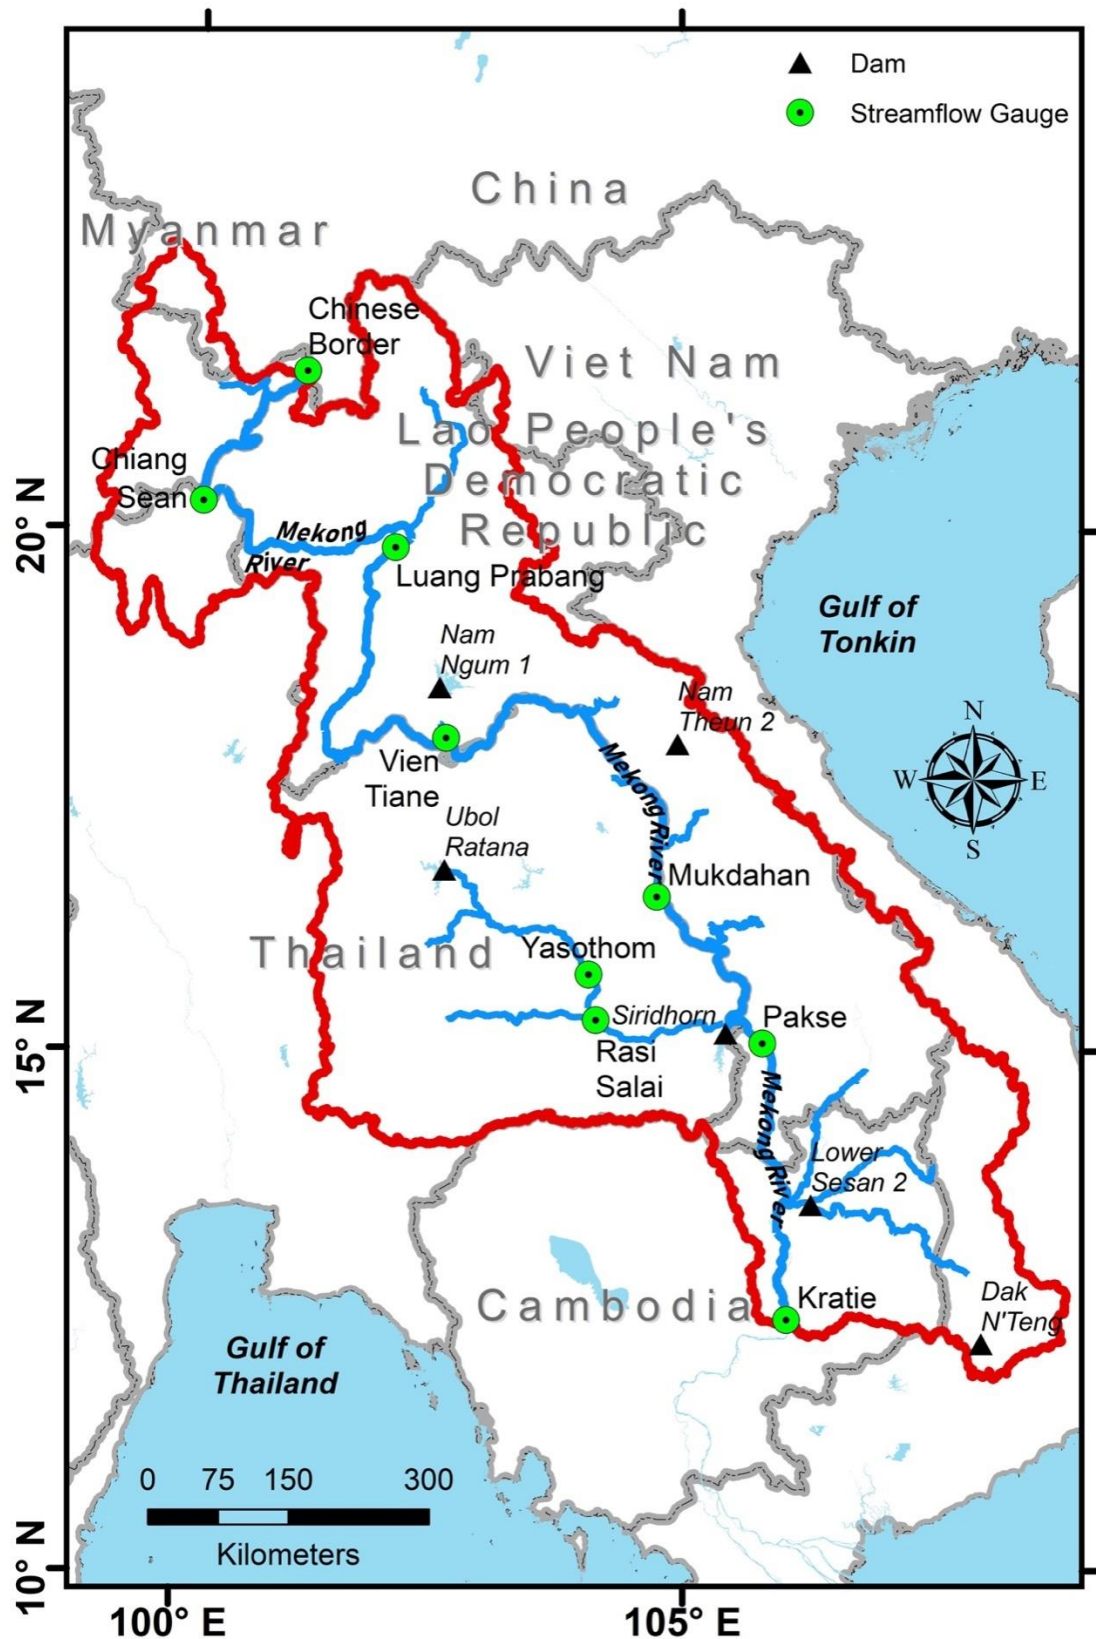 Dam
Streamflow Gauge
China
Myanmar
Chinese
Border
Viet Nam
Lao People's
Democratic
Republic
Chiang
Sean
20° N
Mekong
River
Luang Prabang
Gulf of
Tonkin
Nam
Ngum 1
Nam
Theun 2
N
W
E
S
Vien
Tiane
Mekong River
Ubol
Ratana
Mukdahan
Thailand
Yasothom
Siridhorn
Pakse
15° N
Rasi
Salai
Mekong River
Lower
Sesan 2
Dak
N'Teng
Cambodia
Kratie
Gulf of
Thailand
0 75 150 300
Kilometers
10° N
100° E
105° E